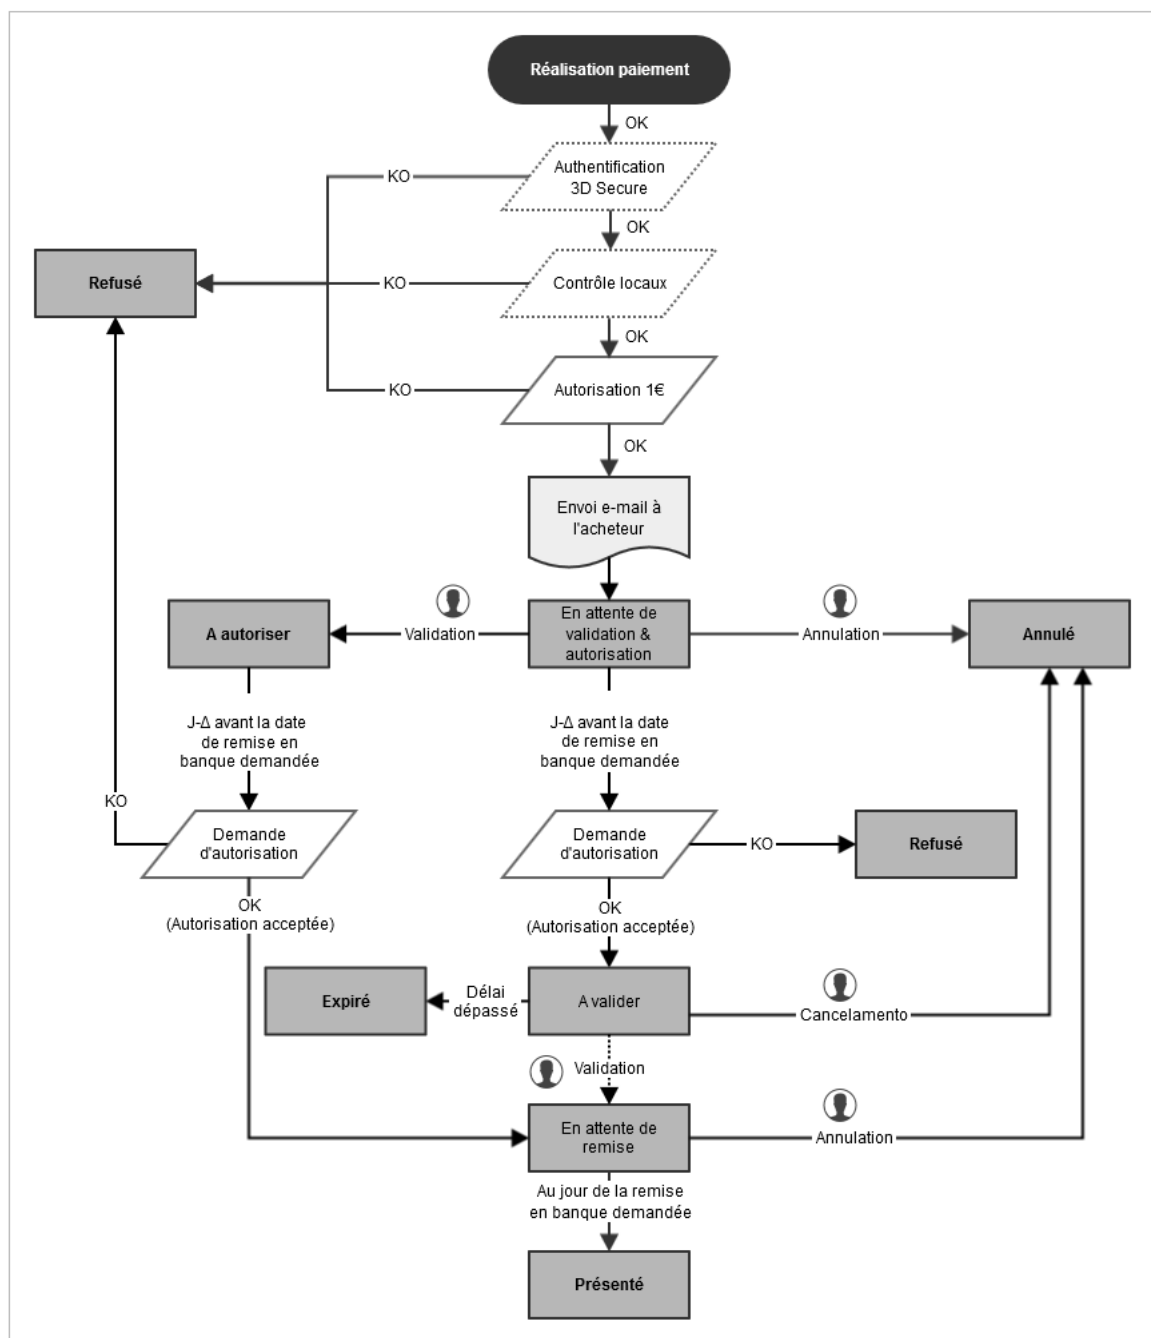 Réalisation paiement
OK
Authentification
3D Secure
KO
OK
Refusé
KO
Contrôle locaux
OK
KO
Autorisation 1€
OK
Envoi e-mail à
l'acheteur
A autoriser
Validation
En attente de
validation &
autorisation
Annulation
Annulé
J-Δ avant la date
de remise en
banque demandée
J-Δ avant la date
de remise en
banque demandée
KO
Demande
d'autorisation
Demande
d'autorisation
KO
Refusé
OK
(Autorisation acceptée)
OK
(Autorisation acceptée)
Expiré
Délai
dépassé
A valider
Cancelamento
Validation
En attente de
remise
Annulation
Au jour de la remise
en banque demandée
Présenté